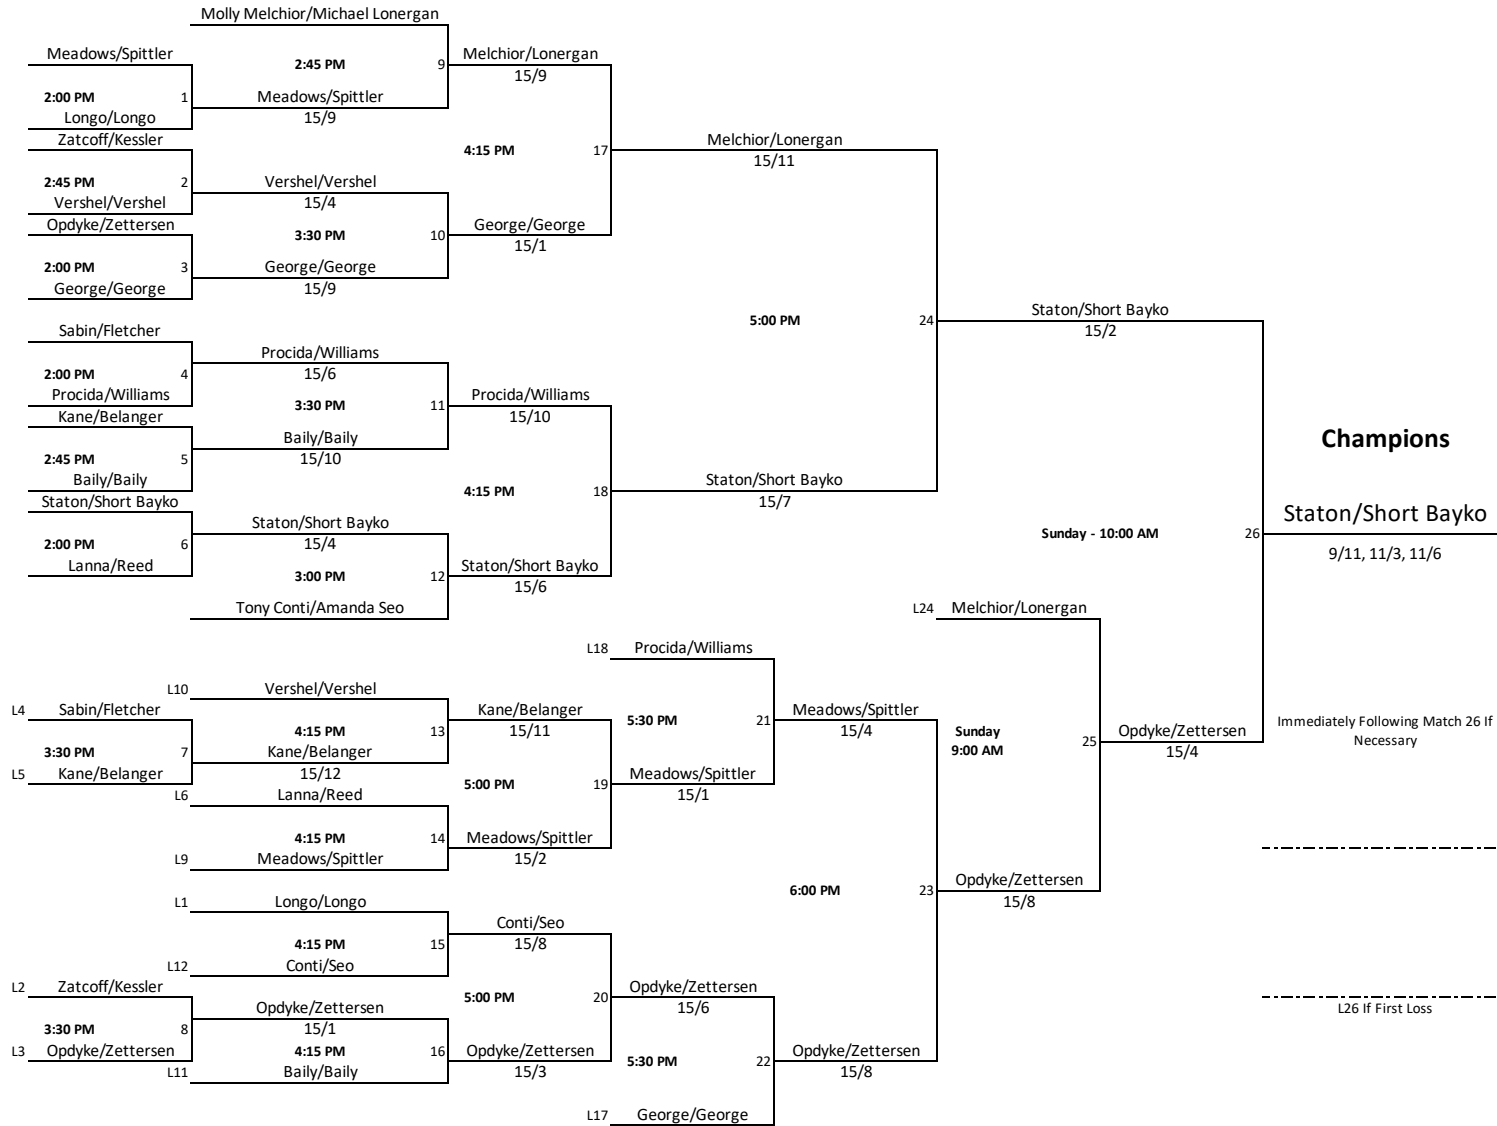 Molly Melchior/Michael Lonergan
Meadows/Spittler
2:45 PM
9
Melchior/Lonergan
15/9
2:00 PM
1
Meadows/Spittler
Longo/Longo
15/9
Zatcoff/Kessler
4:15 PM
17
Melchior/Lonergan
15/11
2:45 PM
2
Vershel/Vershel
Vershel/Vershel
15/4
Opdyke/Zettersen
3:30 PM
10
George/George
15/1
2:00 PM
3
George/George
George/George
15/9
5:00 PM
24
Staton/Short Bayko
15/2
Sabin/Fletcher
Procida/Williams
2:00 PM
4
15/6
Procida/Williams
3:30 PM
11
Procida/Williams
15/10
Kane/Belanger
Baily/Baily
2:45 PM
5
15/10
Baily/Baily
Champions
Staton/Short Bayko
4:15 PM
18
Staton/Short Bayko
15/7
Staton/Short Bayko
15/4
2:00 PM
6
Lanna/Reed
3:00 PM
12
Staton/Short Bayko
15/6
Sunday - 10:00 AM
26
Staton/Short Bayko
9/11, 11/3, 11/6
Tony Conti/Amanda Seo
L24
Melchior/Lonergan
L18
Procida/Williams
L10
Vershel/Vershel
L4
Sabin/Fletcher
4:15 PM
13
Kane/Belanger
15/11
5:30 PM
21
Meadows/Spittler
15/4
Sunday
9:00 AM
25
Opdyke/Zettersen
15/4
Immediately Following Match 26 If
Necessary
3:30 PM
7
Kane/Belanger
15/12
L5
Kane/Belanger
5:00 PM
19
Meadows/Spittler
15/1
L6
Lanna/Reed
4:15 PM
14
Meadows/Spittler
15/2
L9
Meadows/Spittler
6:00 PM
23
Opdyke/Zettersen
15/8
L1
Longo/Longo
4:15 PM
15
Conti/Seo
15/8
L12
Conti/Seo
L2
Zatcoff/Kessler
5:00 PM
20
Opdyke/Zettersen
15/6
L26 If First Loss
Opdyke/Zettersen
3:30 PM
8
15/1
L3
Opdyke/Zettersen
4:15 PM
16
Opdyke/Zettersen
15/3
5:30 PM
22
Opdyke/Zettersen
15/8
L11
Baily/Baily
L17
George/George